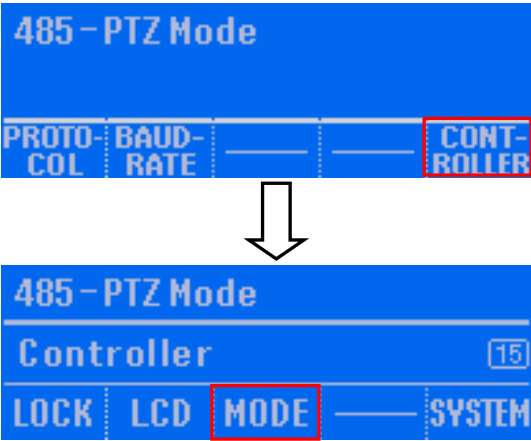 485-PTZ Mode
PROTO- BAUD- CONT-
COL RATE ROLLER
485-PTZ Mode
Controller 15
LOCK LCD MODE SYSTEM